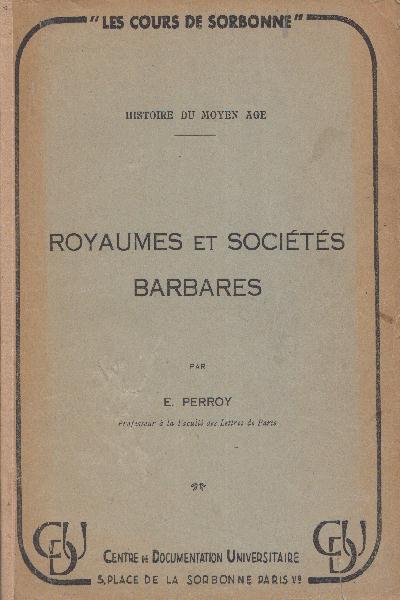 "LES COURS DE SORBONNE"
HISTOIRE DU MOYEN AGE
ROYAUMES ET SOCIÉTÉS
BARBARES
PAR
E. PERROY
Professeur à la Faculté des Lettres de Paris
CDU CENTRE DE DOCUMENTATION UNIVERSITAIRE CDU
5, PLACE DE LA SORBONNE PARIS Vᵉ